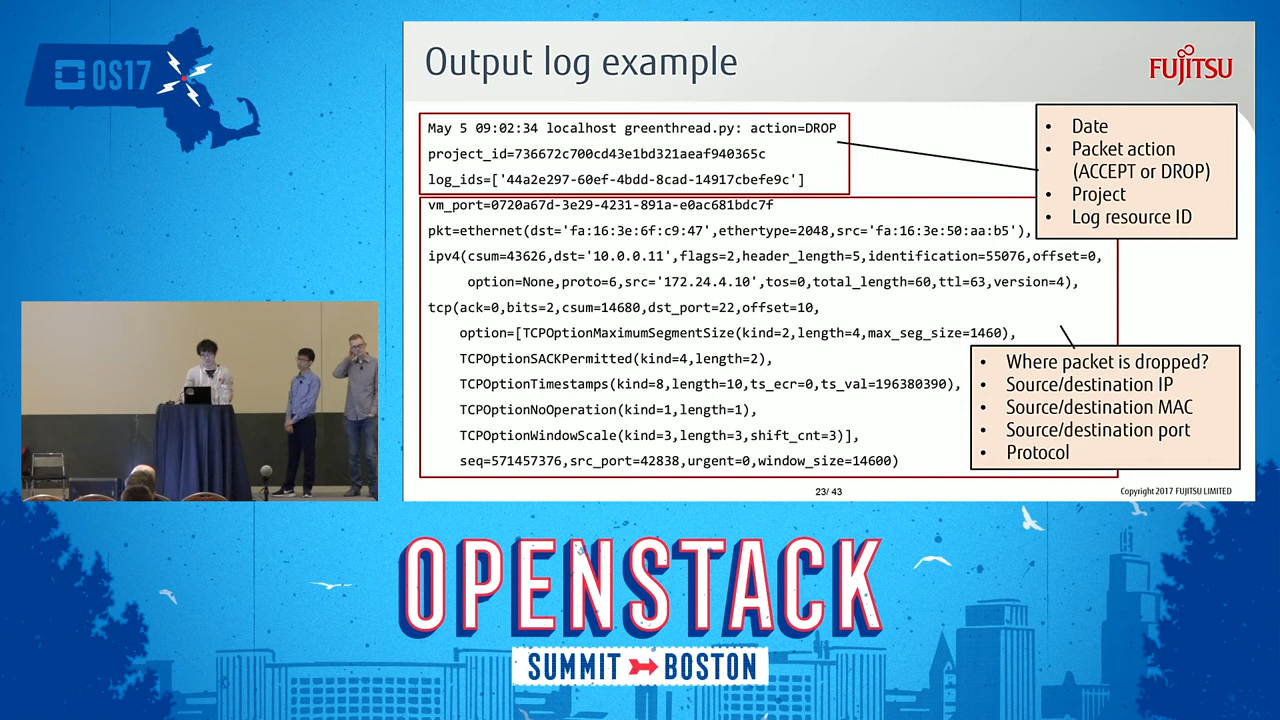 OS17
Output log example
FUJITSU
May 5 09:02:34 localhost greenthread.py: action=DROP
project_id=736672c700cd43e1bd321aeaf940365c
log_ids=['44a2e297-60ef-4bdd-8cad-14917cbefe9c']
• Date
• Packet action
(ACCEPT or DROP)
• Project
• Log resource ID
vm_port=0720a67d-3e29-4231-891a-e0ac681bdc7f
pkt=ethernet(dst='fa:16:3e:6f:c9:47',ethertype=2048,src='fa:16:3e:50:aa:b5'),
ipv4(csum=43626,dst='10.0.0.11',flags=2,header_length=5,identification=55076,offset=0,
option=None,proto=6,src='172.24.4.10',tos=0,total_length=60,ttl=63,version=4),
tcp(ack=0,bits=2,csum=14680,dst_port=22,offset=10,
option=[TCPOptionMaximumSegmentSize(kind=2,length=4,max_seg_size=1460),
TCPOptionSACKPermitted(kind=4,length=2),
TCPOptionTimestamps(kind=8,length=10,ts_ecr=0,ts_val=196380390),
TCPOptionNoOperation(kind=1,length=1),
TCPOptionWindowScale(kind=3,length=3,shift_cnt=3)],
seq=571457376,src_port=42838,urgent=0,window_size=14600)
• Where packet is dropped?
• Source/destination IP
• Source/destination MAC
• Source/destination port
• Protocol
23/ 43
Copyright 2017 FUJITSU LIMITED
OPENSTACK
SUMMIT BOSTON